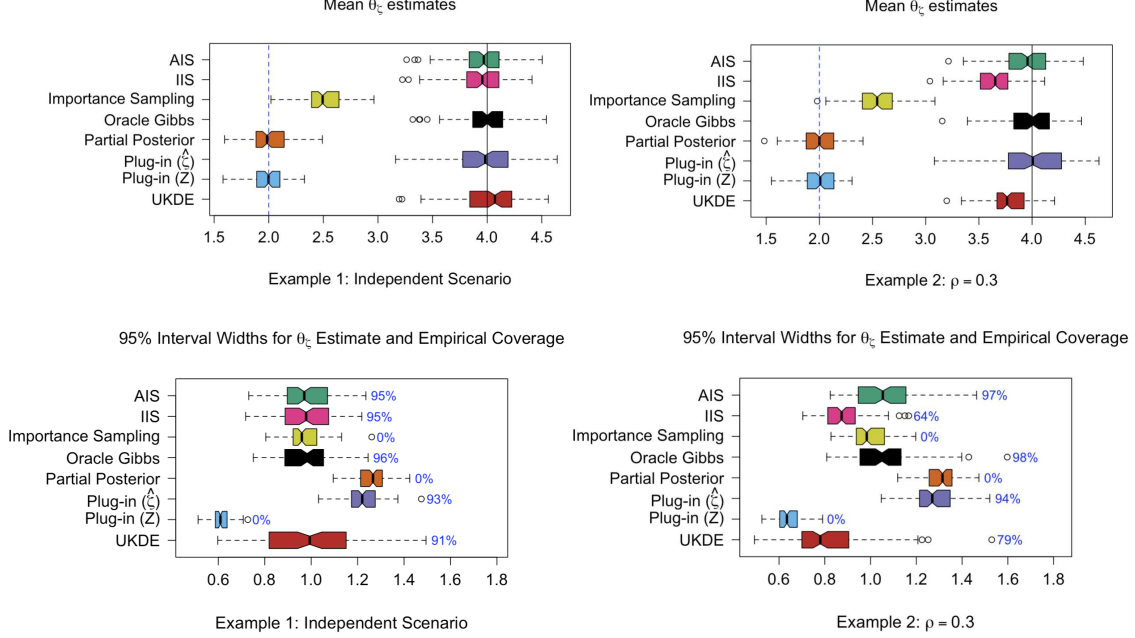 Mean θζ estimates
AIS
IIS
Importance Sampling
Oracle Gibbs
Partial Posterior
Plug-in (ζ̂)
Plug-in (Z)
UKDE
1.5 2.0 2.5 3.0 3.5 4.0 4.5
Example 1: Independent Scenario
Mean θζ estimates
AIS
IIS
Importance Sampling
Oracle Gibbs
Partial Posterior
Plug-in (ζ̂)
Plug-in (Z)
UKDE
1.5 2.0 2.5 3.0 3.5 4.0 4.5
Example 2: ρ = 0.3
95% Interval Widths for θζ Estimate and Empirical Coverage
AIS 95%
IIS 95%
Importance Sampling 0%
Oracle Gibbs 96%
Partial Posterior 0%
Plug-in (ζ̂) 93%
Plug-in (Z) 0%
UKDE 91%
0.6 0.8 1.0 1.2 1.4 1.6 1.8
Example 1: Independent Scenario
95% Interval Widths for θζ Estimate and Empirical Coverage
AIS 97%
IIS 64%
Importance Sampling 0%
Oracle Gibbs 98%
Partial Posterior 0%
Plug-in (ζ̂) 94%
Plug-in (Z) 0%
UKDE 79%
0.6 0.8 1.0 1.2 1.4 1.6 1.8
Example 2: ρ = 0.3